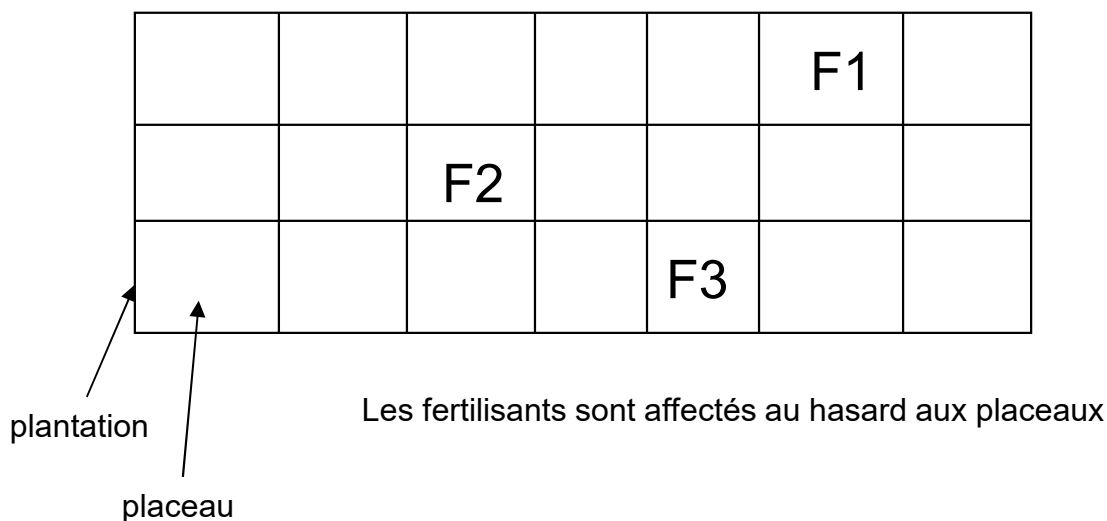 F1
F2
F3
plantation
Les fertilisants sont affectés au hasard aux placeaux
placeau